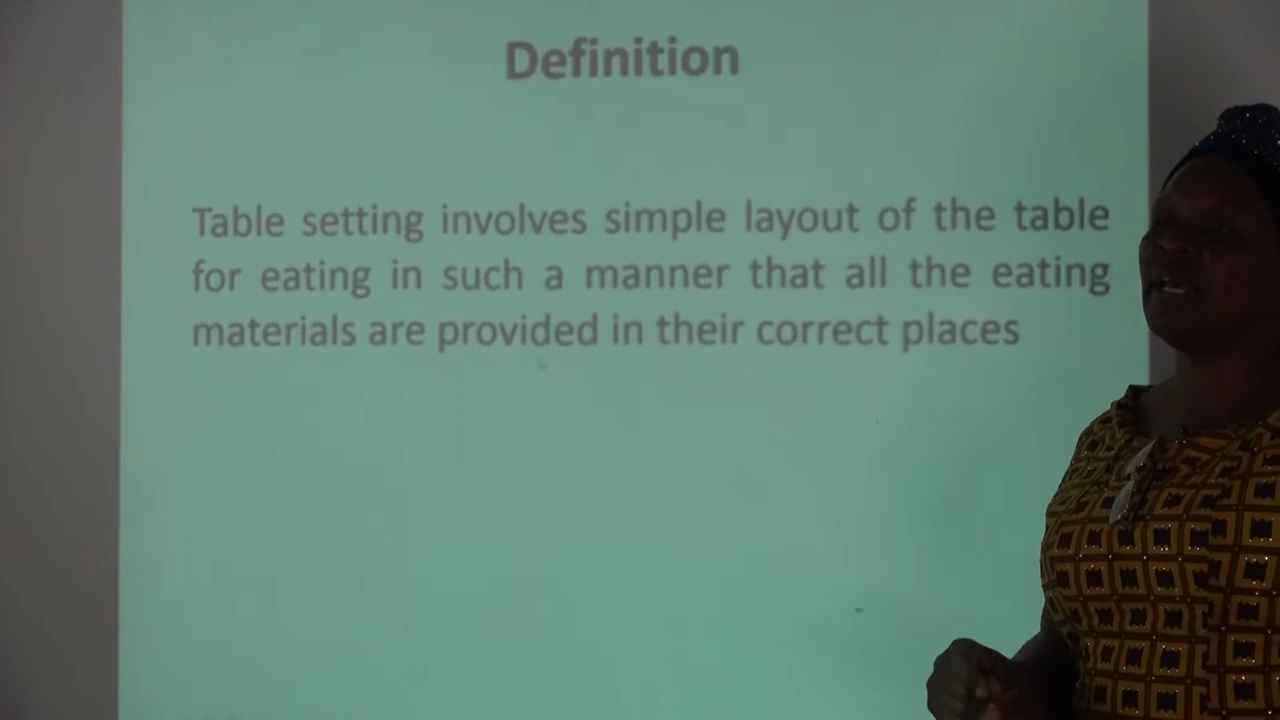 Definition
Table setting involves simple layout of the table
for eating in such a manner that all the eating
materials are provided in their correct places